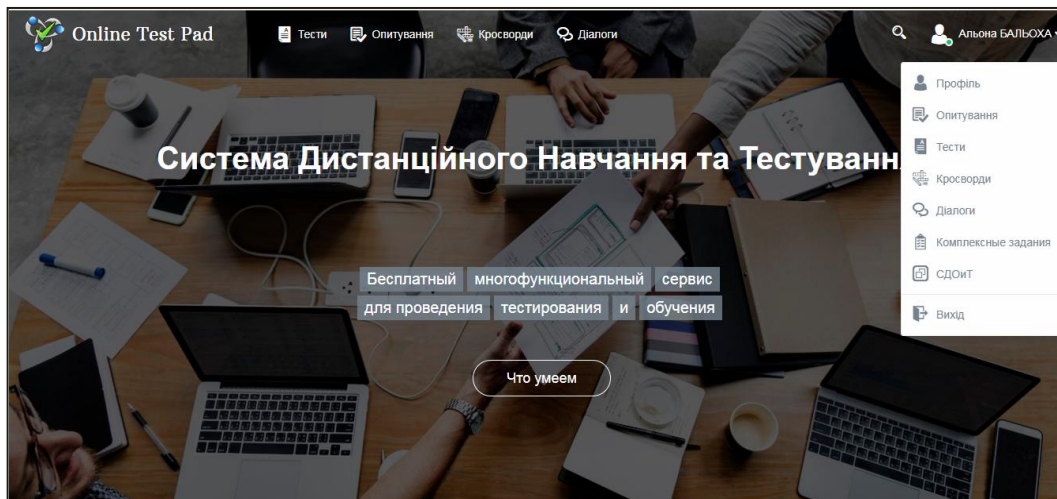 Online Test Pad
Тести
Опитування
Кросворди
Діалоги
Альона БАЛЬОХА
Система Дистанційного Навчання та Тестуванн
Бесплатный многофункциональный сервис
для проведения тестирования и обучения
Что умеем
Профіль
Опитування
Тести
Кросворди
Діалоги
Комплексные задания
СДОиТ
Вихід